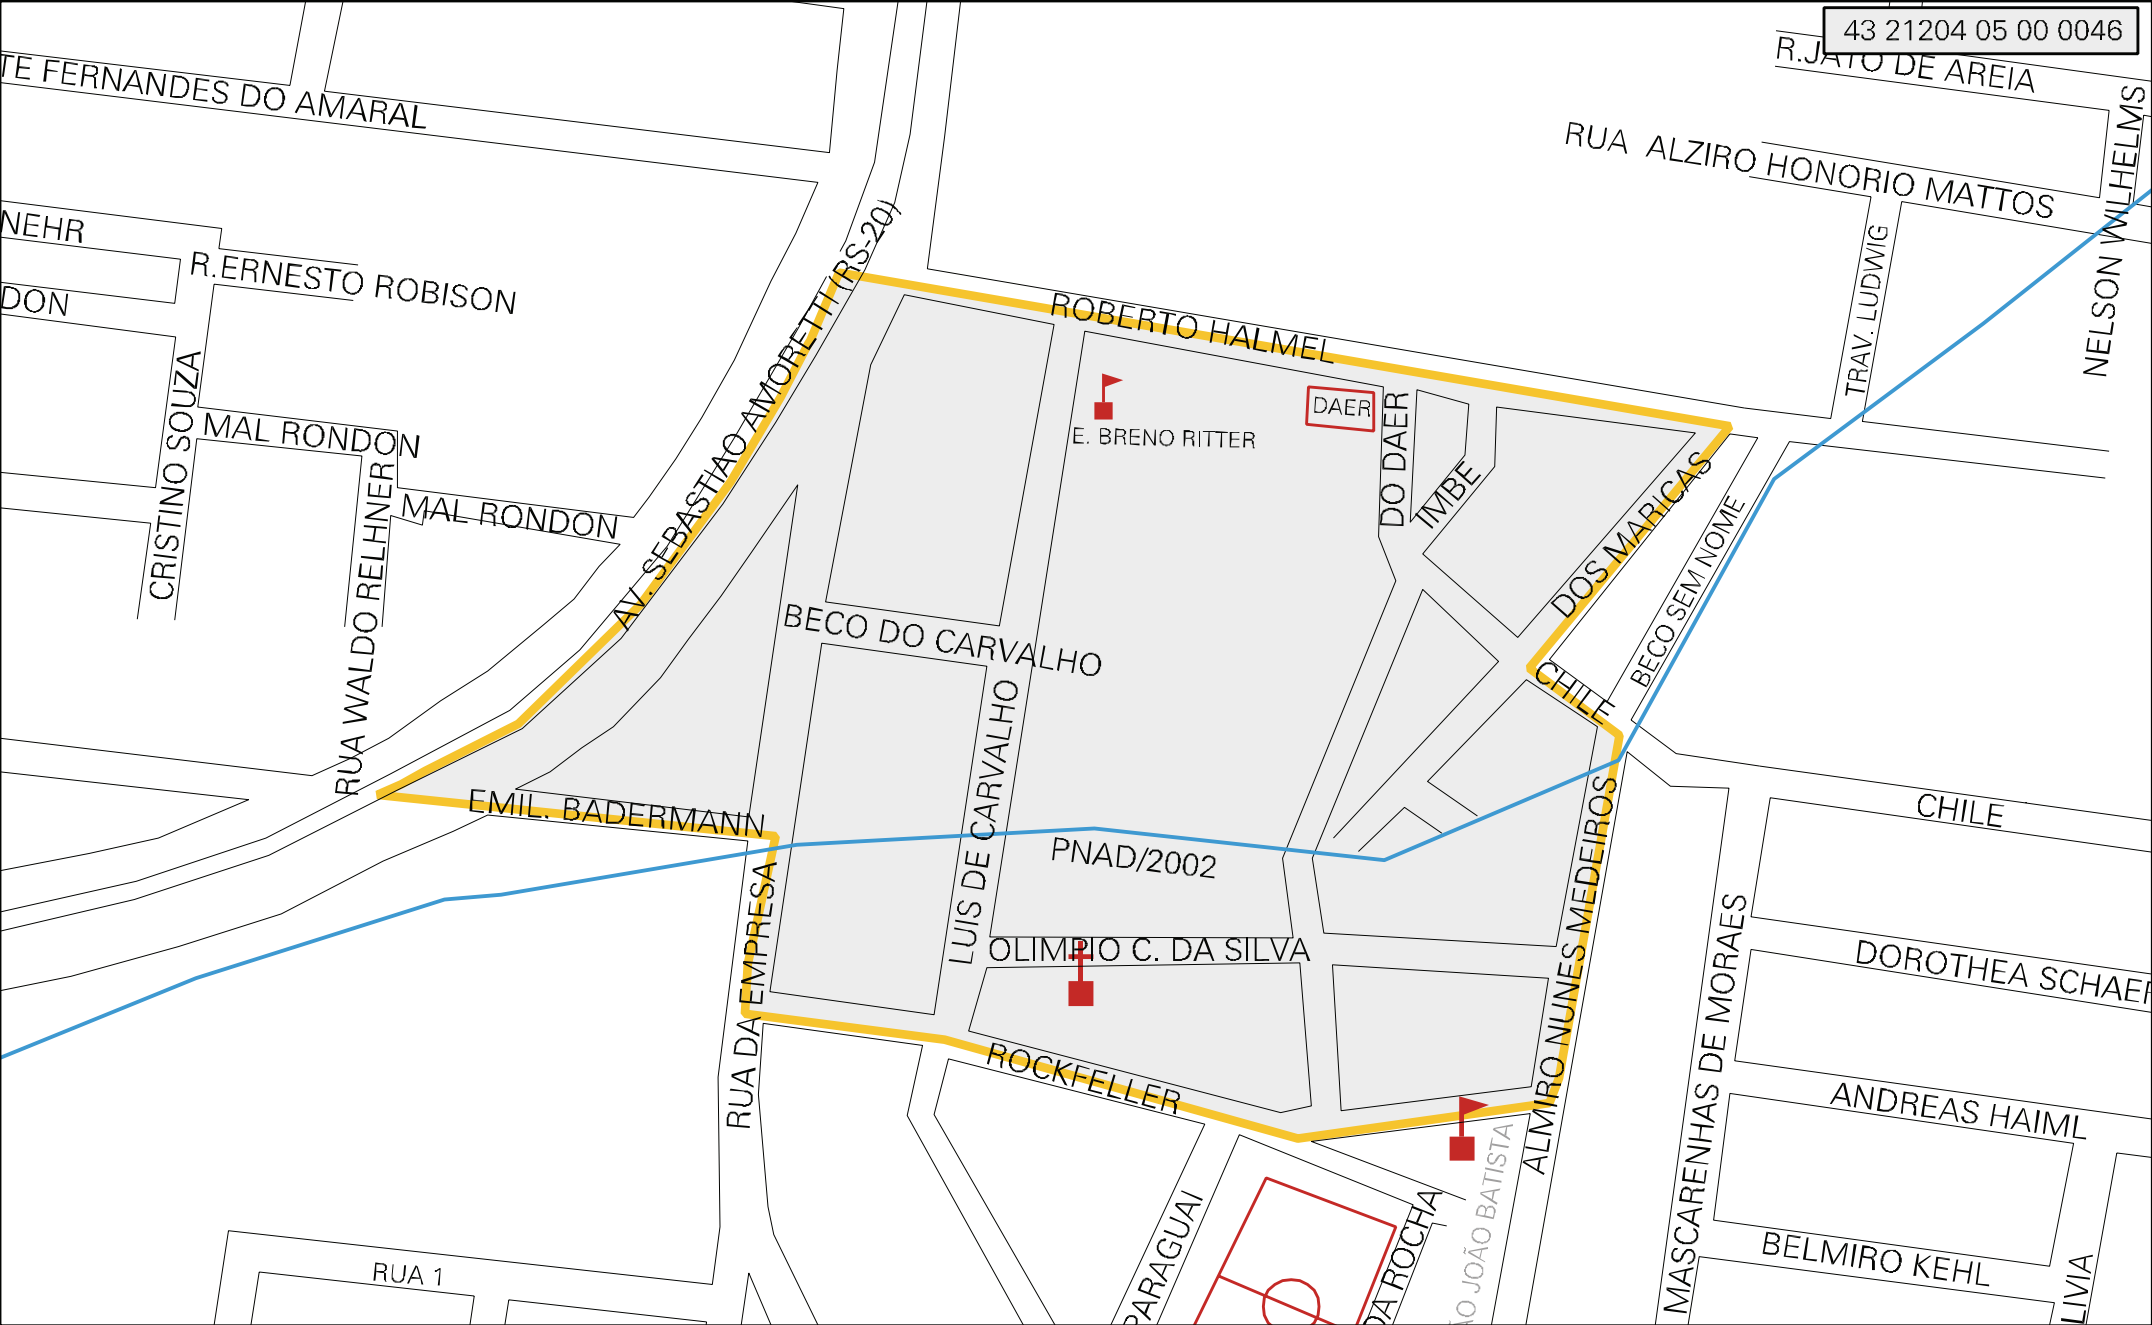 43 21204 05 00 0046
R.JATO DE AREIA
TE FERNANDES DO AMARAL
RUA ALZIRO HONORIO MATTOS
NELSON WILHELMS
NEHR
R.ERNESTO ROBISON
DON
TRAV. LUDWIG
AV. SEBASTIAO AMORETTI (RS-20)
ROBERTO HALMEL
CRISTINO SOUZA
MAL RONDON
E. BRENO RITTER
DAER
DO DAER
IMBE
DOS MARICAS
BECO SEM NOME
MAL RONDON
RUA WALDO RELHNER
BECO DO CARVALHO
CHILE
LUIS DE CARVALHO
EMIL. BADERMANN
CHILE
PNAD/2002
RUA DA EMPRESA
OLIMPIO C. DA SILVA
ALMIRO NUNES MEDEIROS
MASCARENHAS DE MORAES
DOROTHEA SCHAEF
ROCKFELLER
ANDREAS HAIML
PARAGUAI
DA ROCHA
ÃO JOÃO BATISTA
BELMIRO KEHL
LIVIA
RUA 1